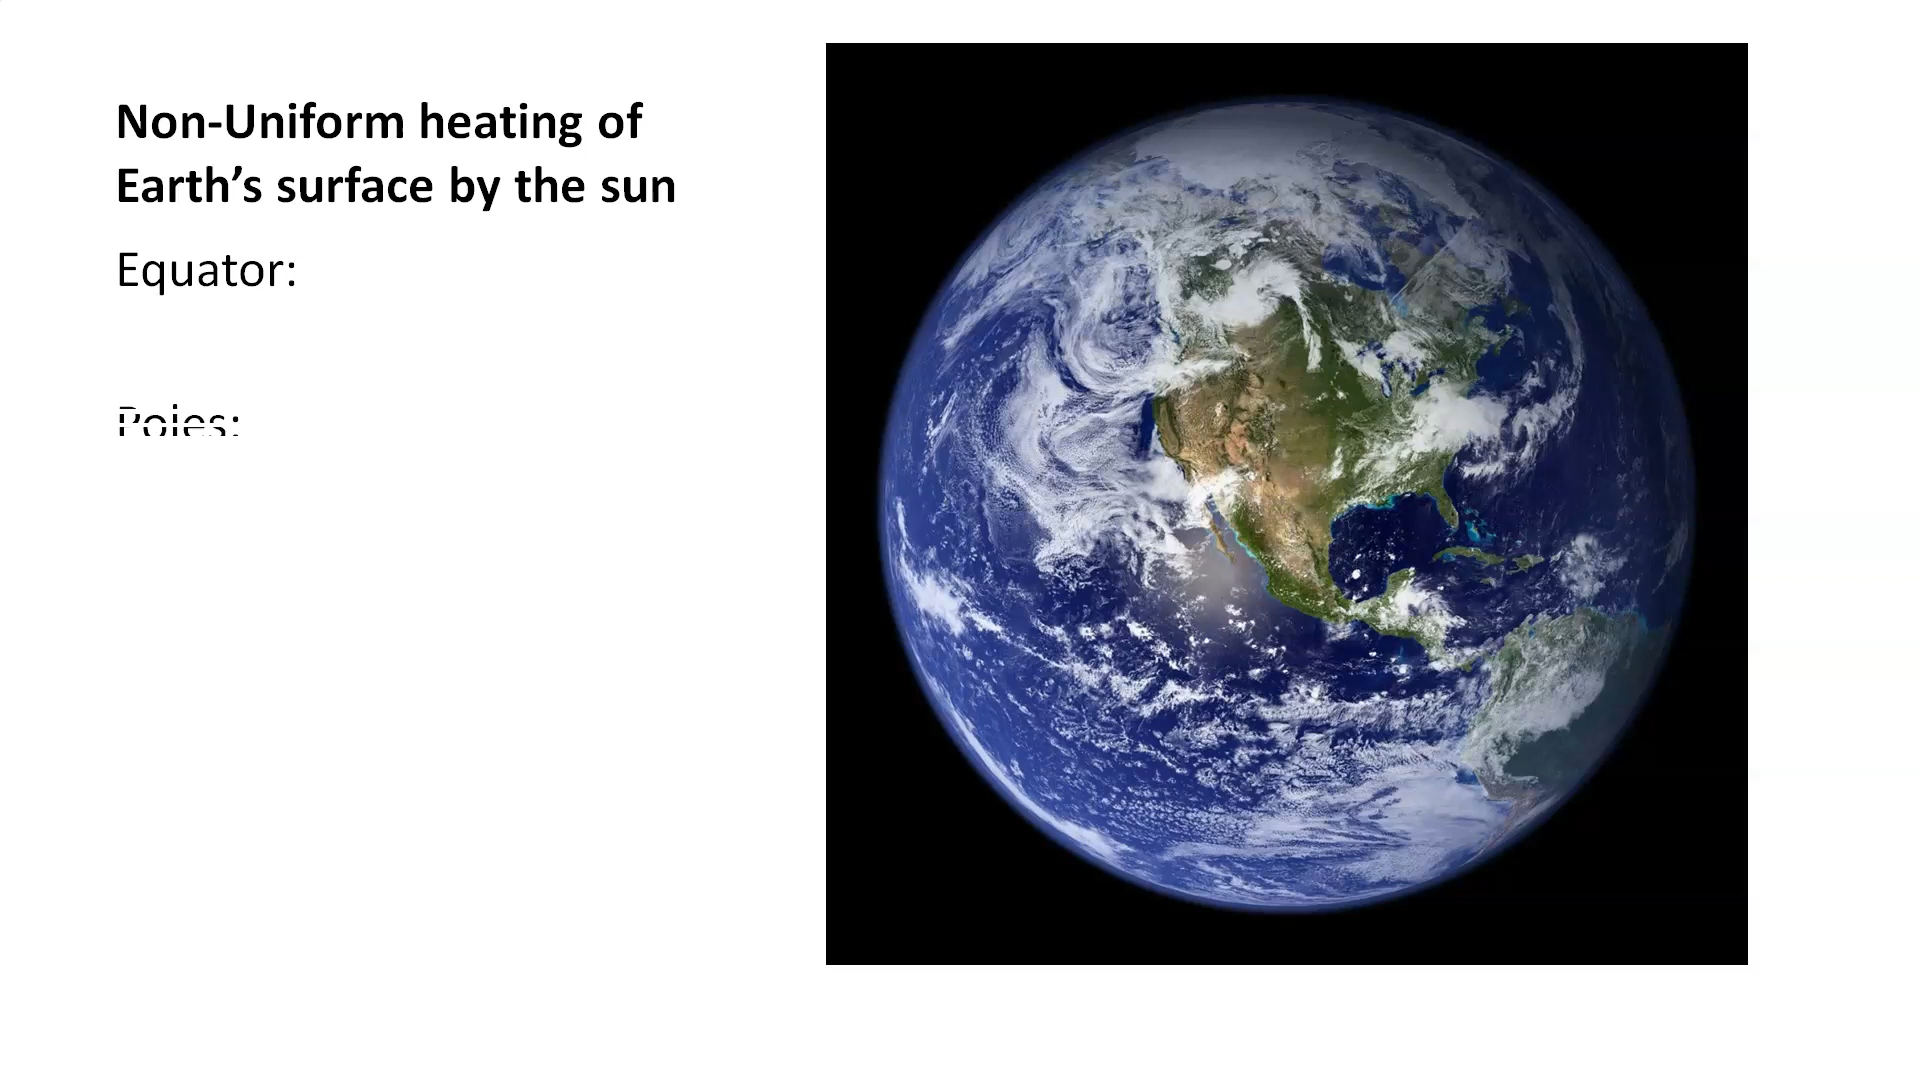 Non-Uniform heating of
Earth’s surface by the sun
Equator:
Poles: